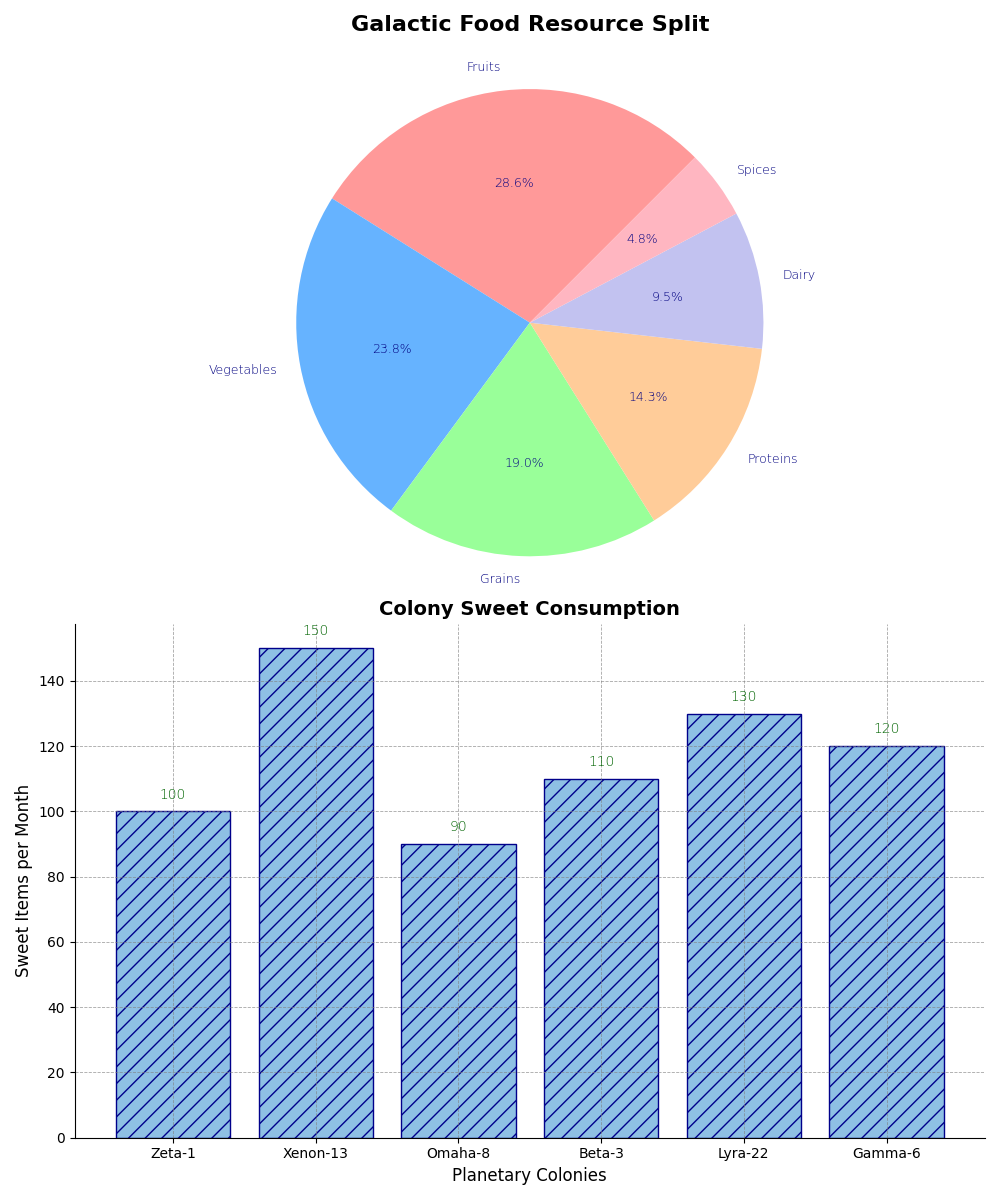 Galactic Food Resource Split
Fruits
Spices
28.6%
4.8%
Dairy
9.5%
23.8%
Vegetables
14.3%
Proteins
19.0%
Grains
Colony Sweet Consumption
150
140
130
120
120
110
100
100
90
80
60
40
20
0
Sweet Items per Month
Zeta-1 Xenon-13 Omaha-8 Beta-3 Lyra-22 Gamma-6
Planetary Colonies